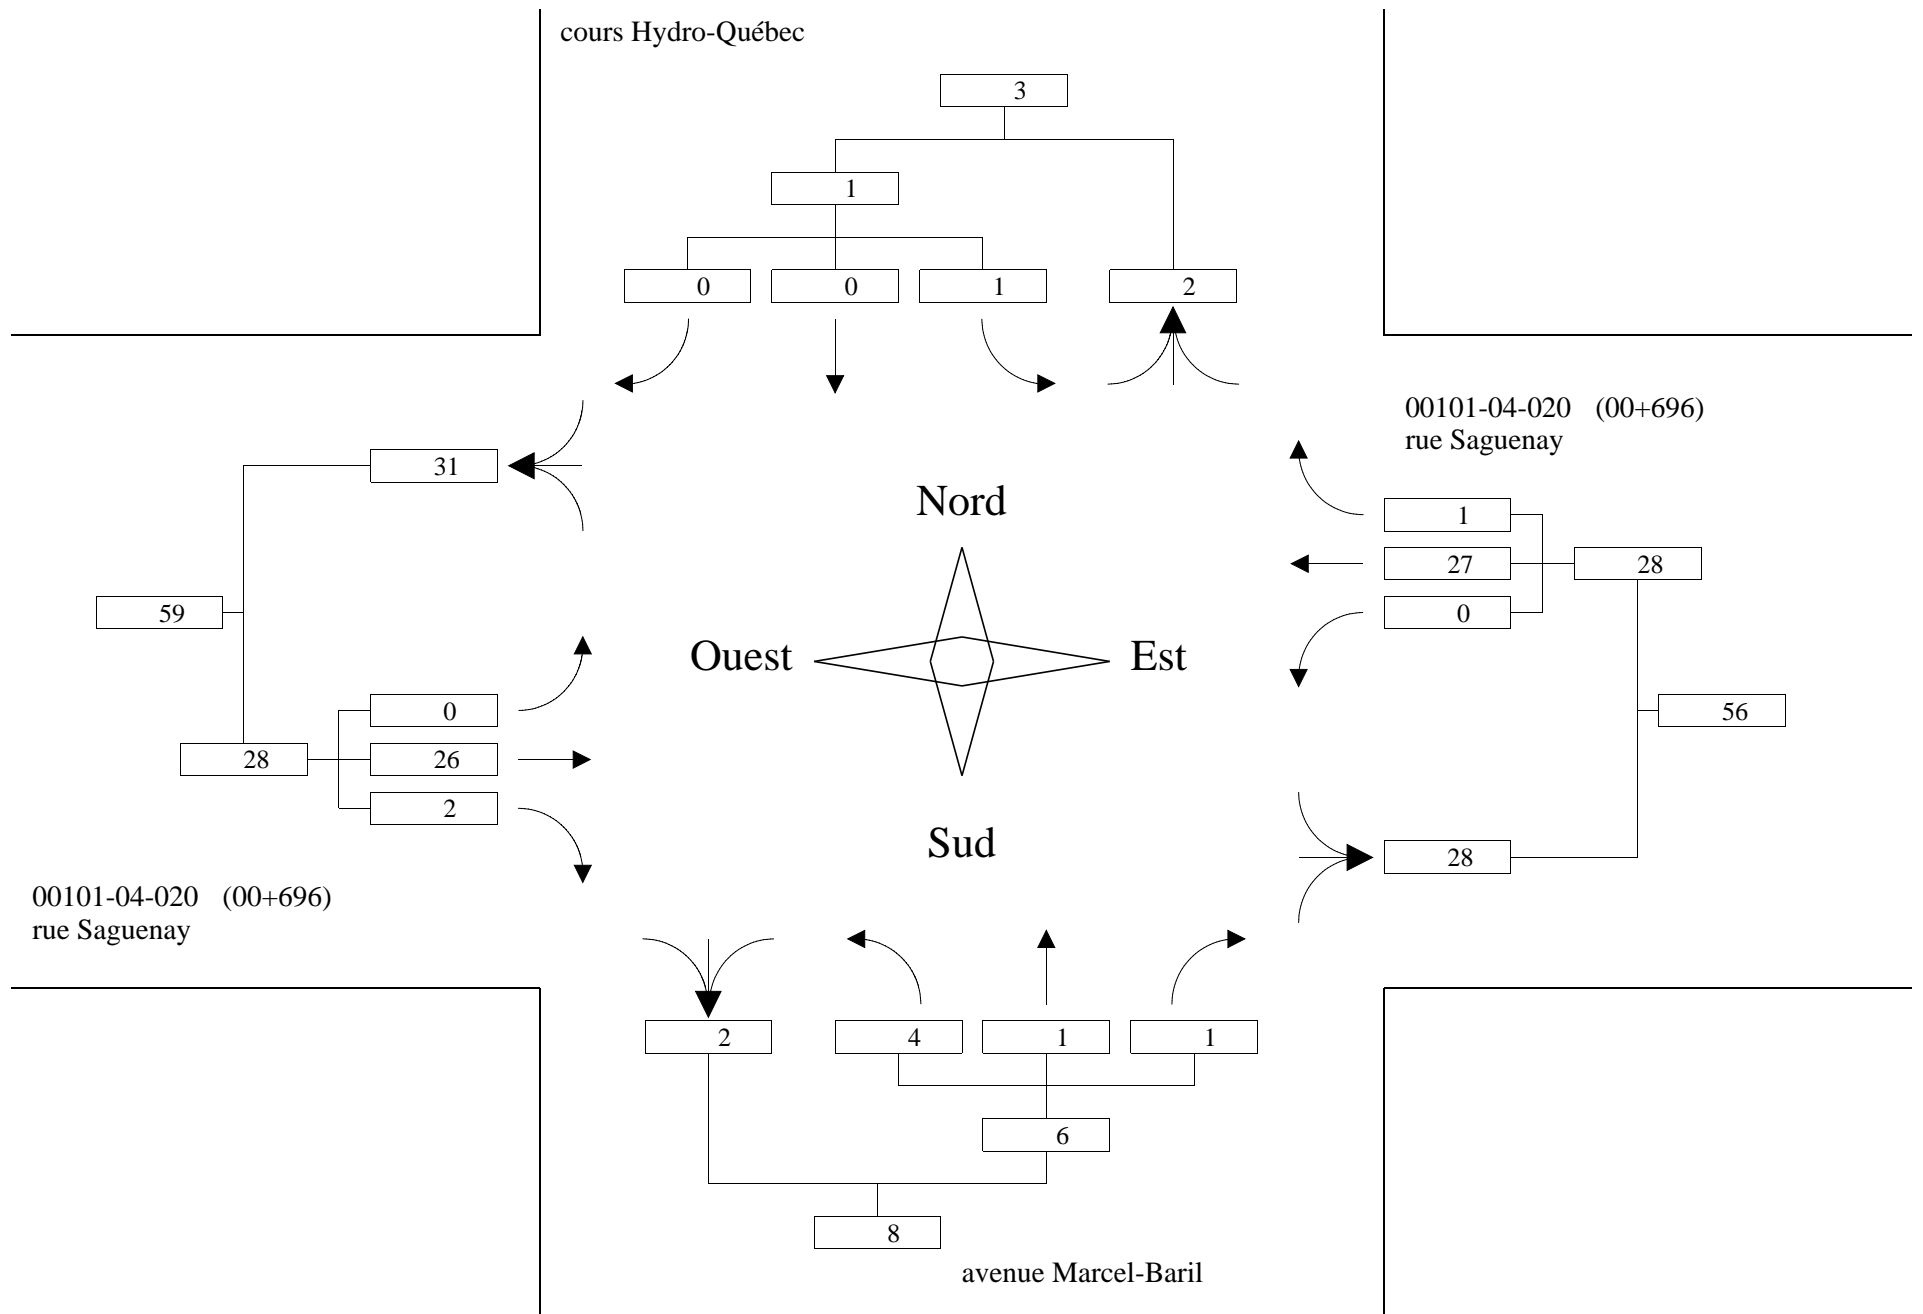 cours Hydro-Québec
3
1
0 0 1 2
00101-04-020 (00+696)
rue Saguenay
31
Nord
1
27 28
0
59
Ouest Est
0
56
28 26
2
Sud
28
00101-04-020 (00+696)
rue Saguenay
2 4 1 1
6
8
avenue Marcel-Baril